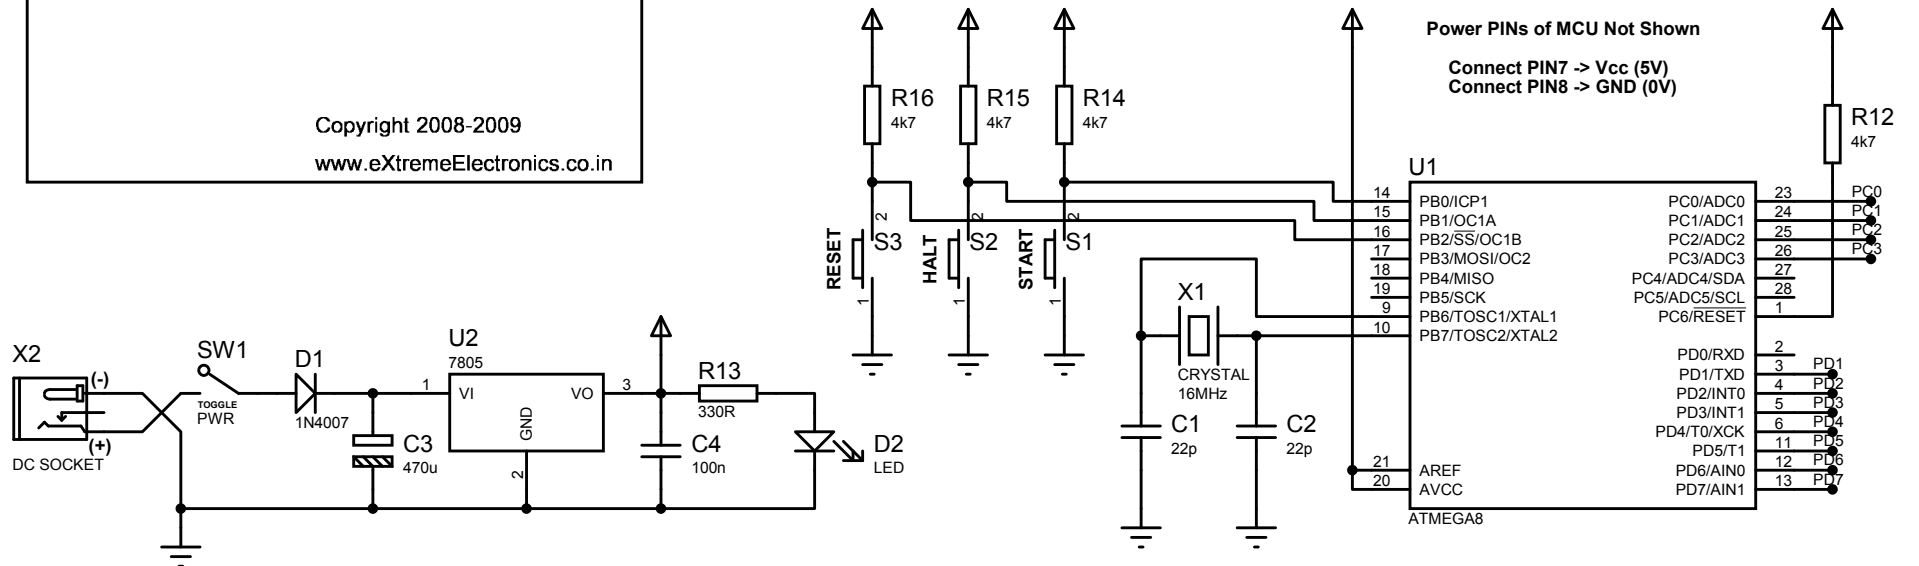 Copyright 2008-2009
www.eXtremeElectronics.co.in
Power PINs of MCU Not Shown
Connect PIN7 -> Vcc (5V)
Connect PIN8 -> GND (0V)
R16
4k7
R15
4k7
R14
4k7
R12
4k7
RESET
2
S3
1
HALT
2
S2
1
START
2
S1
1
U1
14 PB0/ICP1
15 PB1/OC1A
16 PB2/SS/OC1B
17 PB3/MOSI/OC2
18 PB4/MISO
19 PB5/SCK
9 PB6/TOSC1/XTAL1
10 PB7/TOSC2/XTAL2
21 AREF
20 AVCC
PC0/ADC0 23 PC0
PC1/ADC1 24 PC1
PC2/ADC2 25 PC2
PC3/ADC3 26 PC3
PC4/ADC4/SDA 27
PC5/ADC5/SCL 28
PC6/RESET 1
PD0/RXD 2
PD1/TXD 3 PD1
PD2/INT0 4 PD2
PD3/INT1 5 PD3
PD4/T0/XCK 6 PD4
PD5/T1 11 PD5
PD6/AIN0 12 PD6
PD7/AIN1 13 PD7
ATMEGA8
X1
CRYSTAL
16MHz
C1
22p
C2
22p
X2
(-)
(+)
DC SOCKET
SW1
TOGGLE
PWR
D1
1N4007
C3
470u
U2
7805
1 VI
VO 3
GND
2
C4
100n
R13
330R
D2
LED